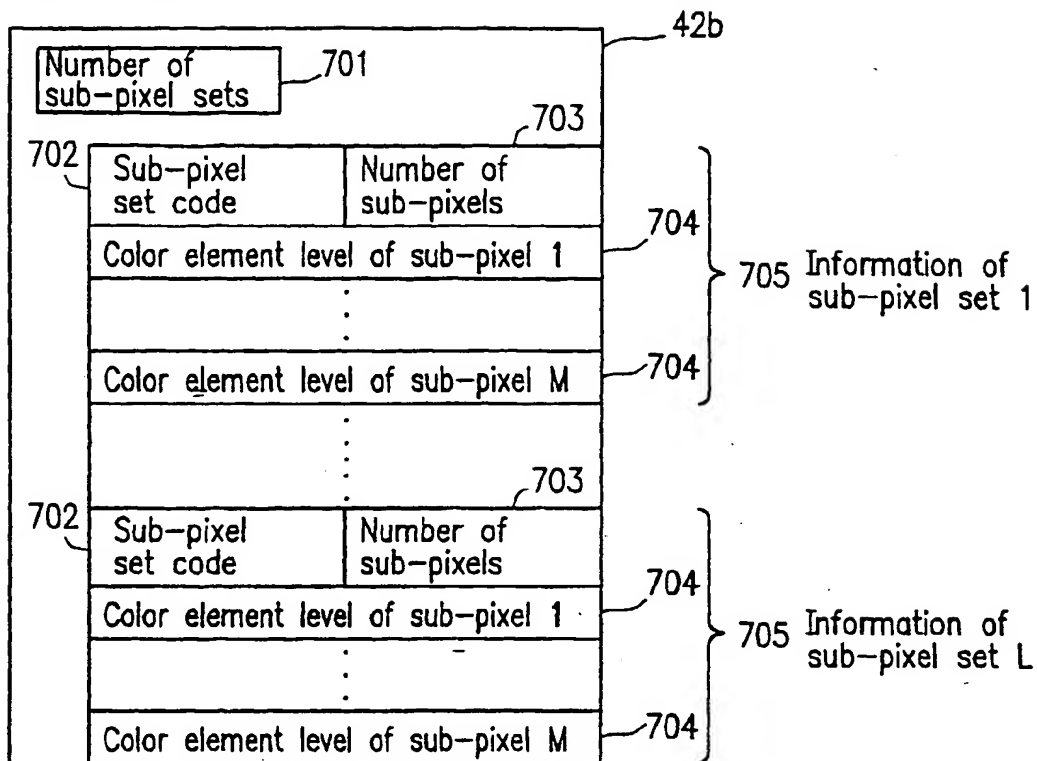 42b
Number of
sub-pixel sets
701
703
702
Sub-pixel
set code
Number of
sub-pixels
704
Color element level of sub-pixel 1
705 Information of
sub-pixel set 1
Color element level of sub-pixel M
704
703
702
Sub-pixel
set code
Number of
sub-pixels
704
Color element level of sub-pixel 1
705 Information of
sub-pixel set L
Color element level of sub-pixel M
704